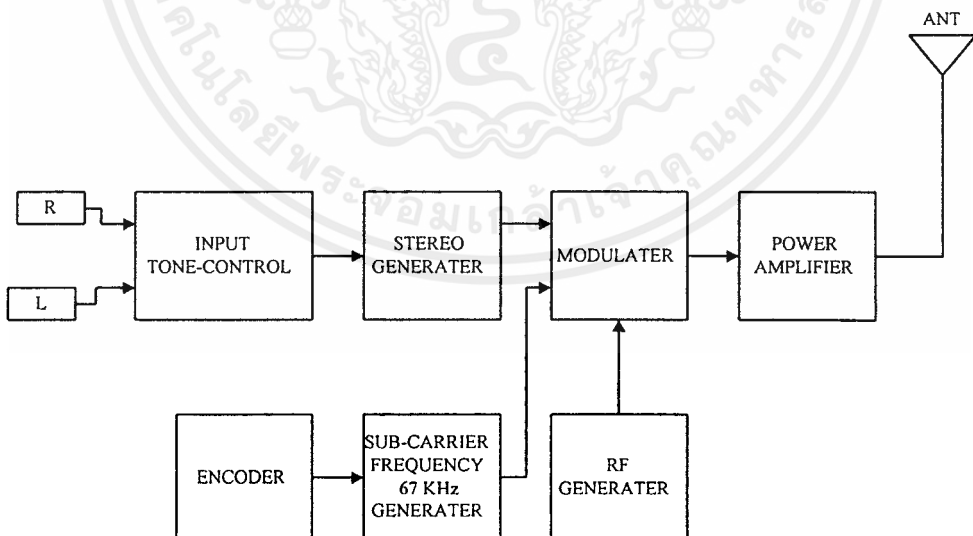 ANT
R
L
INPUT
TONE-CONTROL
STEREO
GENERATER
MODULATER
POWER
AMPLIFIER
ENCODER
SUB-CARRIER
FREQUENCY
67 KHz
GENERATER
RF
GENERATER